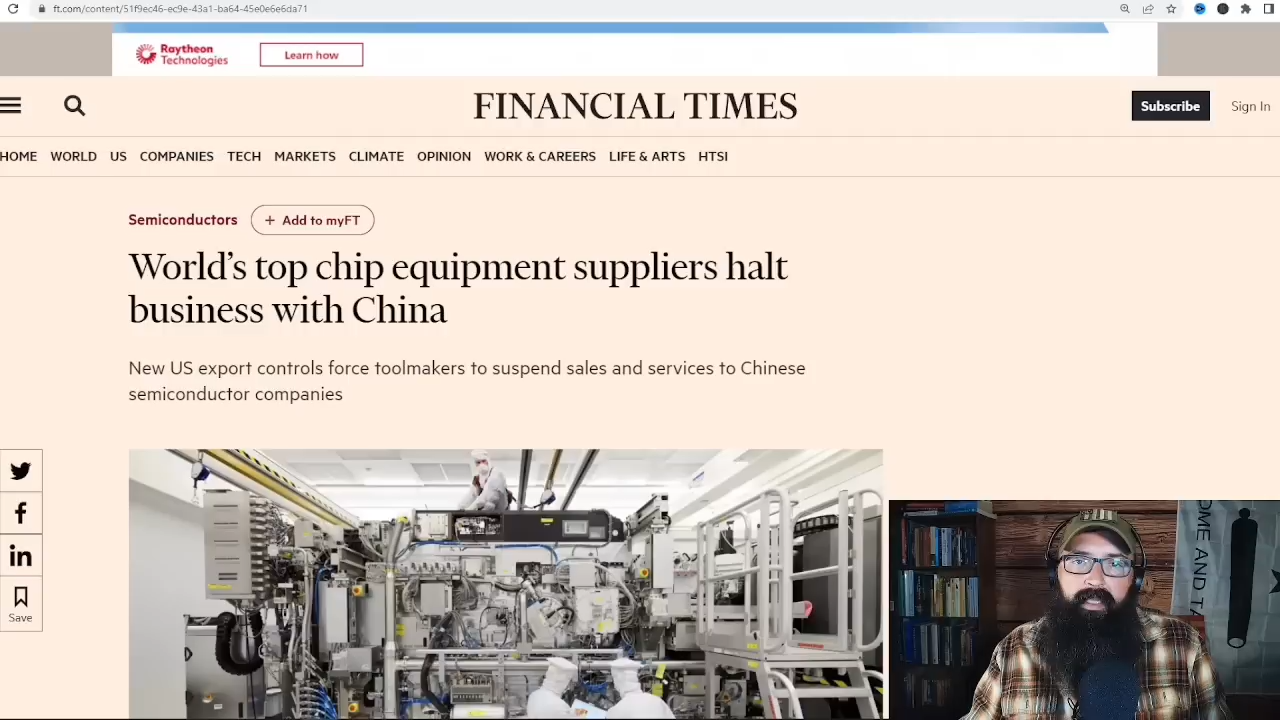 ft.com/content/51f9ec46-ec9e-43a1-ba64-45e0e6e6da71
Raytheon
Technologies
Learn how
FINANCIAL TIMES
Subscribe
Sign In
HOME WORLD US COMPANIES TECH MARKETS CLIMATE OPINION WORK & CAREERS LIFE & ARTS HTSI
Semiconductors
+ Add to myFT
World's top chip equipment suppliers halt
business with China
New US export controls force toolmakers to suspend sales and services to Chinese
semiconductor companies
Save
OME AND TA